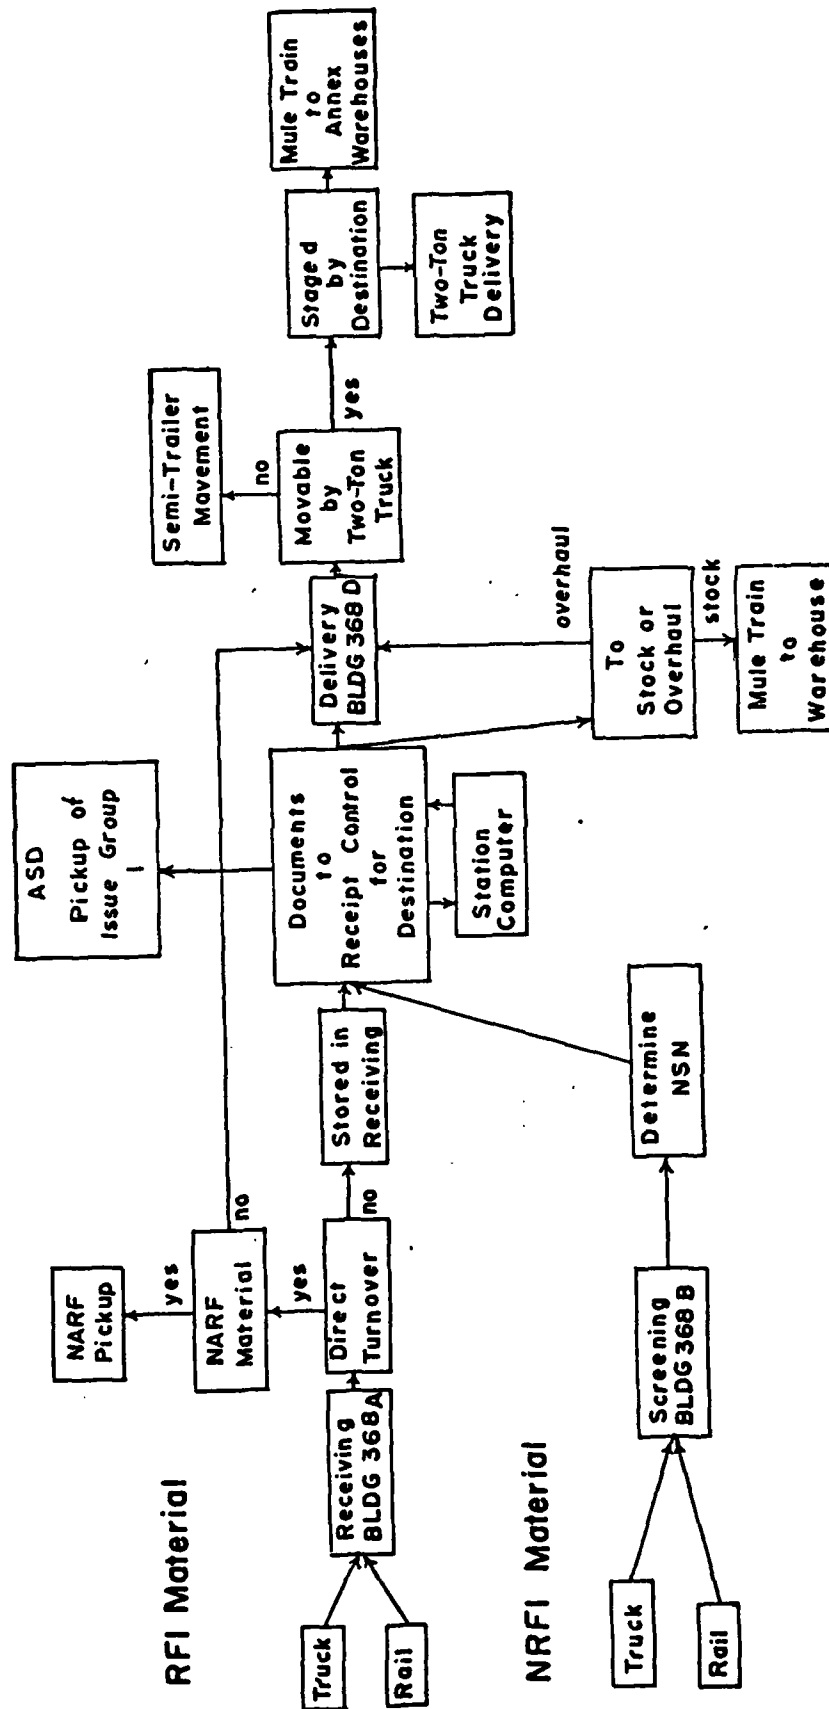 RFI Material
Truck
Rail
Receiving
BLDG 368A
Direct
Turnover
yes
no
NARF
Material
yes
no
NARF
Pickup
Stored in
Receiving
ASD
Pickup of
Issue Group
I
Documents
to
Receipt Control
for
Destination
Station
Computer
Delivery
BLDG 368 D
Movable
by
Two-Ton
Truck
no
yes
Semi-Trailer
Movement
Staged
by
Destination
Mule Train
to
Annex
Warehouses
Two-Ton
Truck
Delivery
NRFI Material
Truck
Rail
Screening
BLDG 368 B
Determine
NSN
To
Stock or
Overhaul
overhaul
stock
Mule Train
to
Warehouse